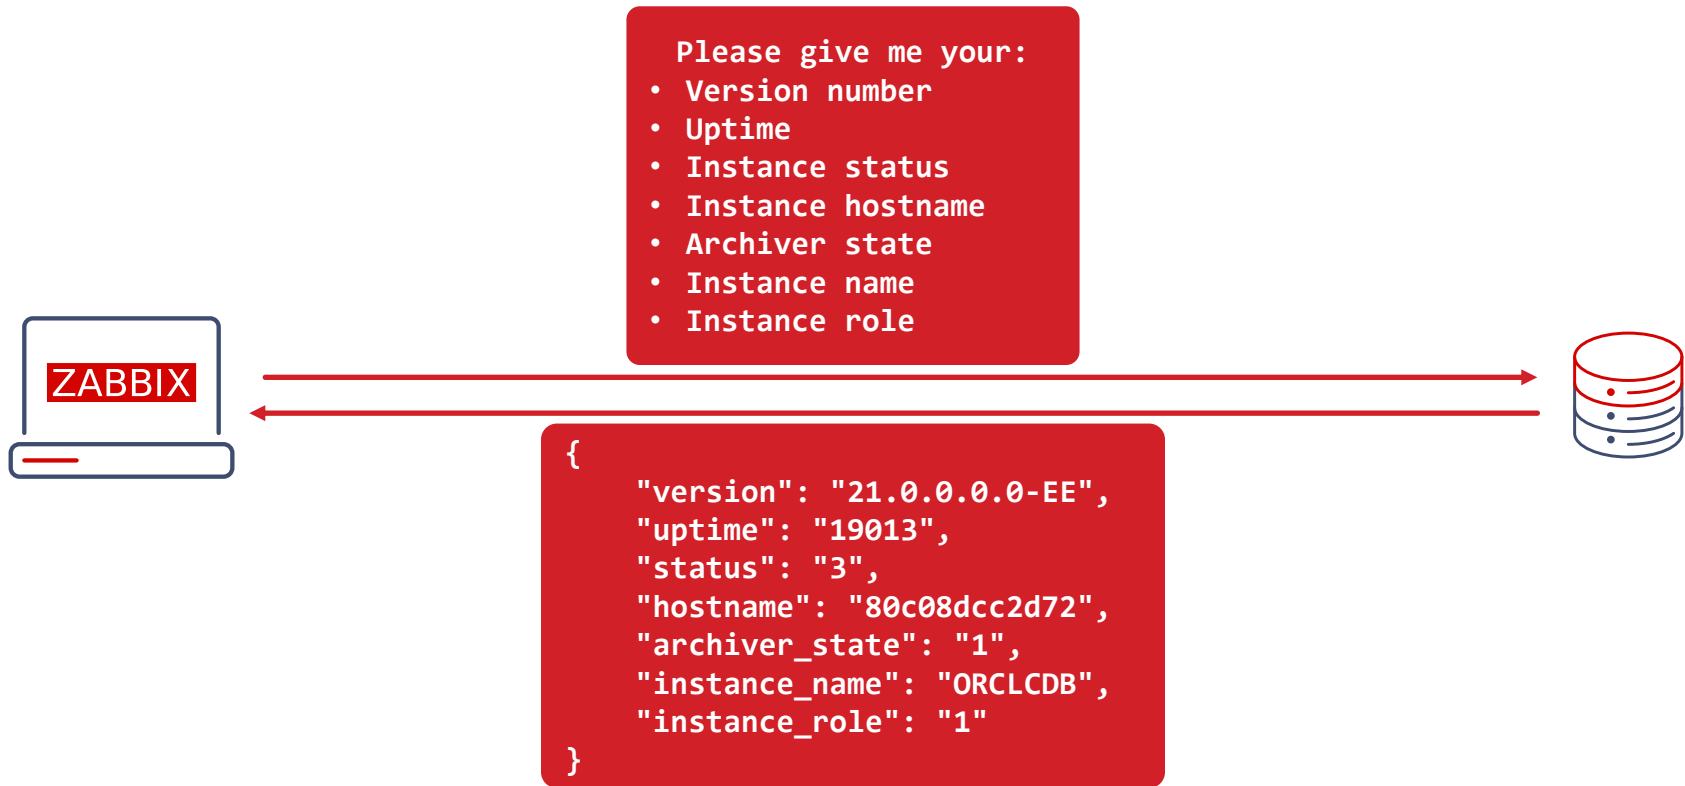 Please give me your:
• Version number
• Uptime
• Instance status
• Instance hostname
• Archiver state
• Instance name
• Instance role
ZABBIX
{
"version": "21.0.0.0.0-EE",
"uptime": "19013",
"status": "3",
"hostname": "80c08dcc2d72",
"archiver_state": "1",
"instance_name": "ORCLCDB",
"instance_role": "1"
}